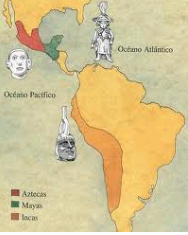 Océano Atlántico
Océano Pacífico
Aztecas
Mayas
Incas